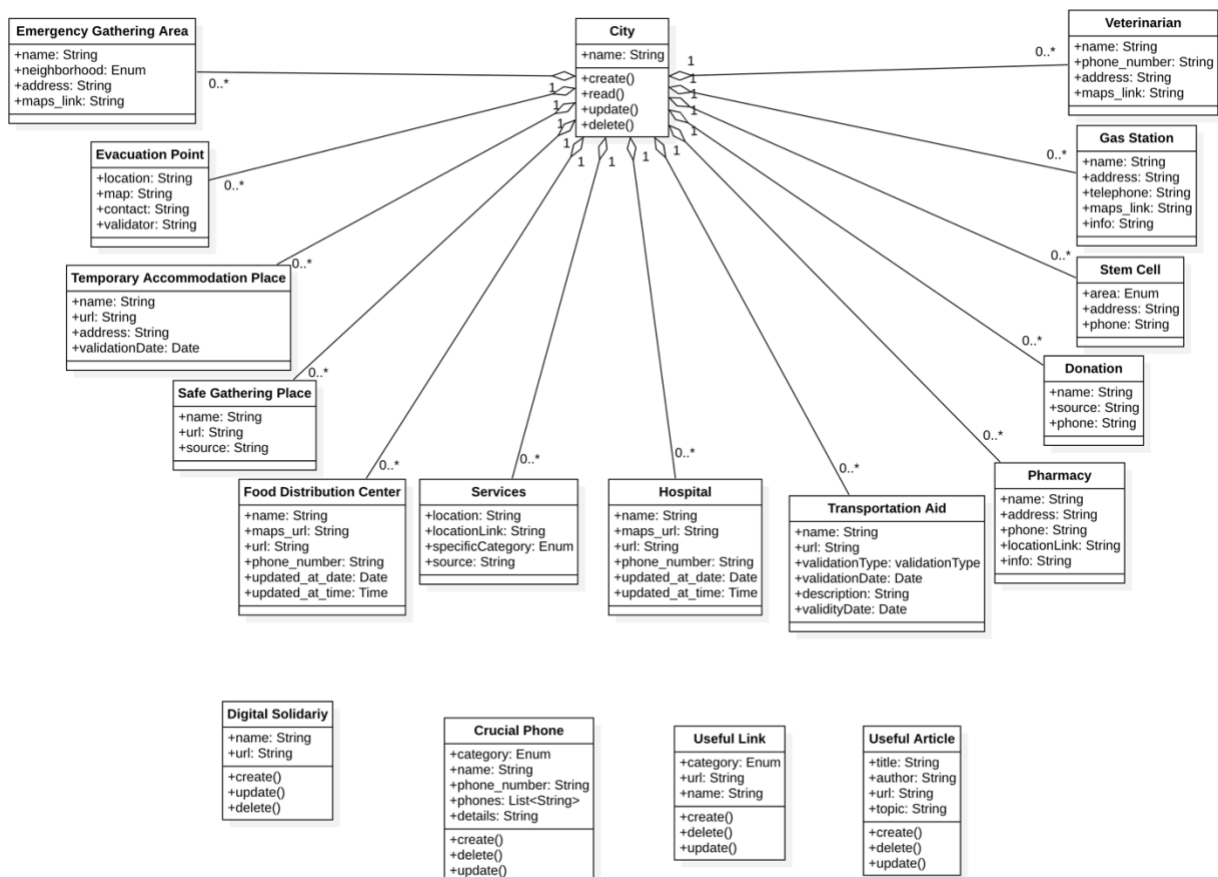 Emergency Gathering Area
+name: String
+neighborhood: Enum
+address: String
+maps_link: String
0..*
1
City
+name: String
+create()
+read()
+update()
+delete()
Veterinarian
+name: String
+phone_number: String
+address: String
+maps_link: String
0..*
1
Evacuation Point
+location: String
+map: String
+contact: String
+validator: String
0..*
1
Gas Station
+name: String
+address: String
+telephone: String
+maps_link: String
+info: String
0..*
1
Temporary Accommodation Place
+name: String
+url: String
+address: String
+validationDate: Date
0..*
1
Stem Cell
+area: Enum
+address: String
+phone: String
0..*
1
Safe Gathering Place
+name: String
+url: String
+source: String
0..*
1
Donation
+name: String
+source: String
+phone: String
0..*
1
Food Distribution Center
+name: String
+maps_url: String
+url: String
+phone_number: String
+updated_at_date: Date
+updated_at_time: Time
0..*
1
Services
+location: String
+locationLink: String
+specificCategory: Enum
+source: String
0..*
1
Hospital
+name: String
+maps_url: String
+url: String
+phone_number: String
+updated_at_date: Date
+updated_at_time: Time
0..*
1
Transportation Aid
+name: String
+url: String
+validationType: validationType
+validationDate: Date
+description: String
+validityDate: Date
0..*
1
Pharmacy
+name: String
+address: String
+phone: String
+locationLink: String
+info: String
0..*
1
Digital Solidariy
+name: String
+url: String
+create()
+update()
+delete()
Crucial Phone
+category: Enum
+name: String
+phone_number: String
+phones: List<String>
+details: String
+create()
+delete()
+update()
Useful Link
+category: Enum
+url: String
+name: String
+create()
+delete()
+update()
Useful Article
+title: String
+author: String
+url: String
+topic: String
+create()
+delete()
+update()